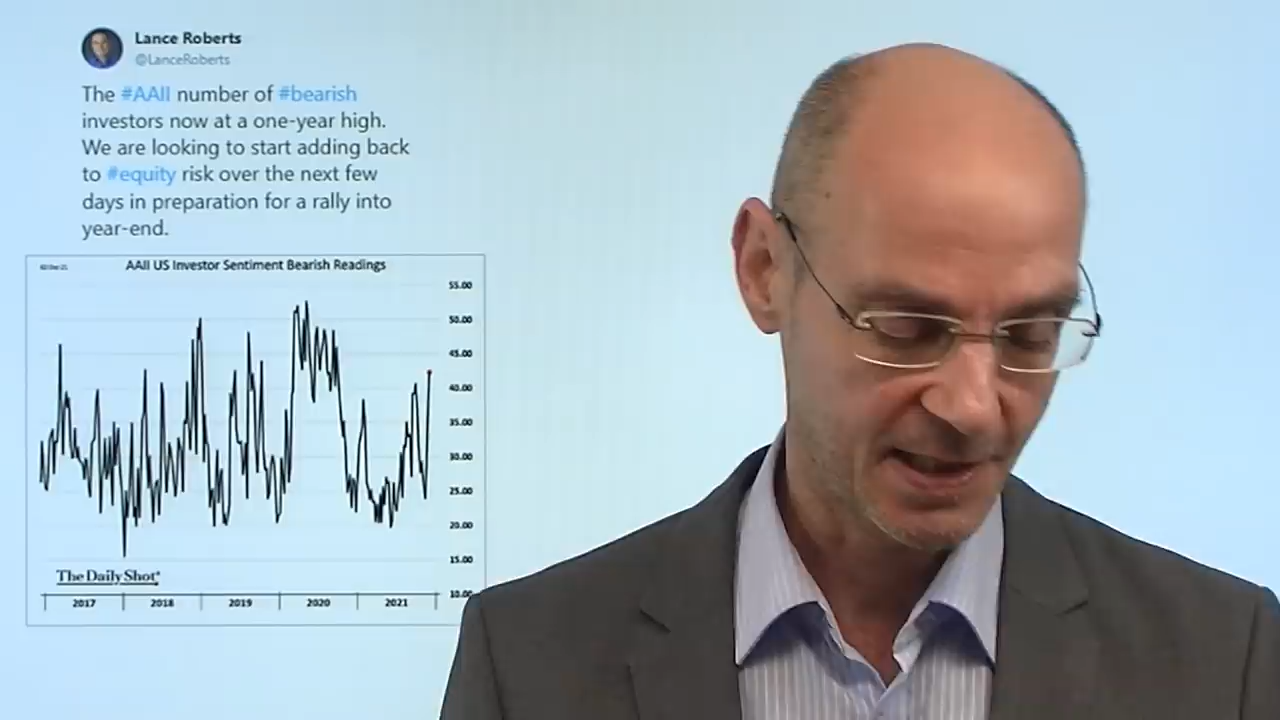 Lance Roberts
@LanceRoberts
The #AAII number of #bearish
investors now at a one-year high.
We are looking to start adding back
to #equity risk over the next few
days in preparation for a rally into
year-end.
AAII US Investor Sentiment Bearish Readings
55.00
50.00
45.00
40.00
35.00
30.00
25.00
20.00
15.00
10.00
The Daily Shot®
2017 2018 2019 2020 2021